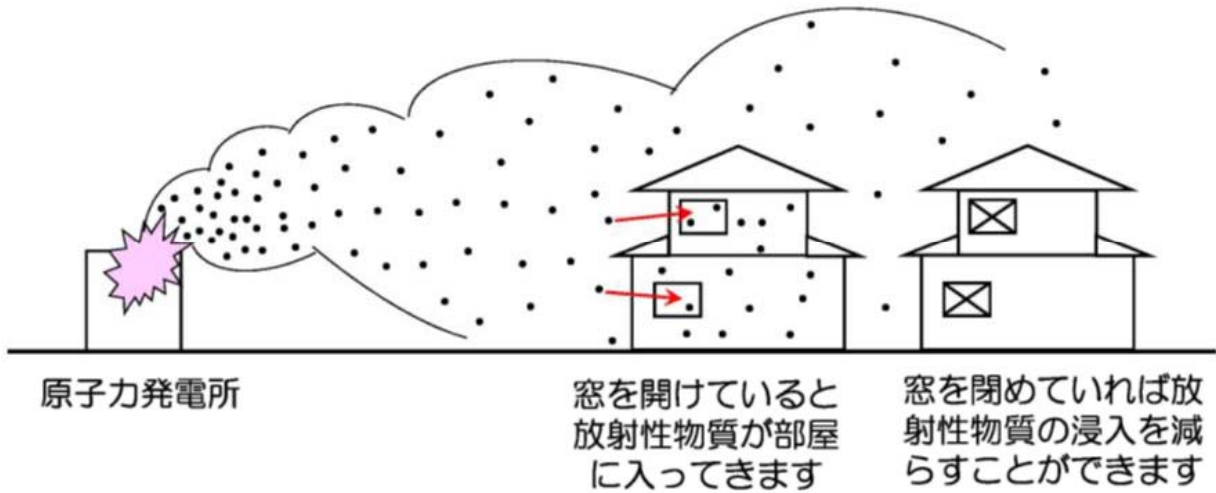 原子力発電所
窓を開けていると
放射性物質が部屋
に入ってきます
窓を閉めていれば放
射性物質の浸入を減
らすことができます